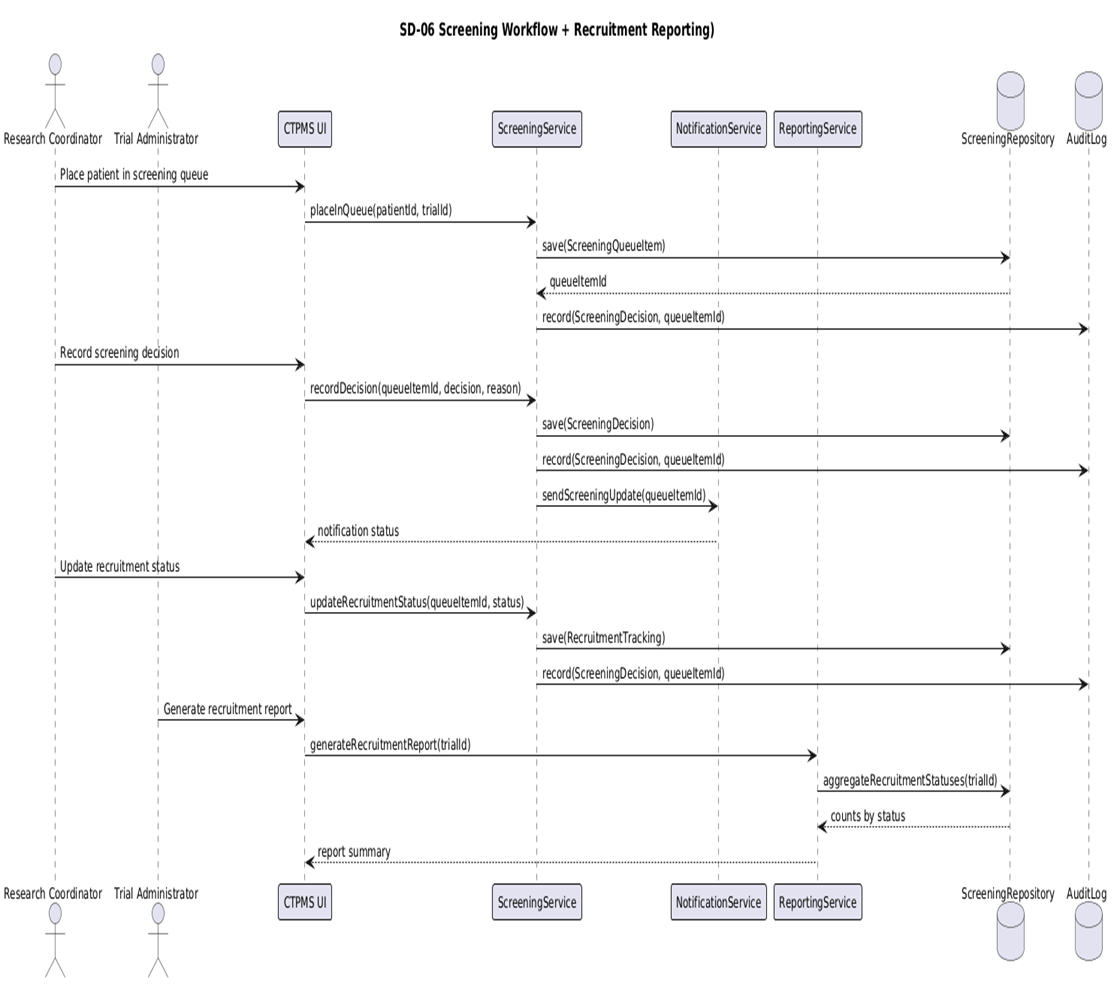 SD-06 Screening Workflow + Recruitment Reporting)
Research Coordinator
Trial Administrator
CTPMS UI
ScreeningService
NotificationService
ReportingService
ScreeningRepository
AuditLog
Place patient in screening queue
placeInQueue(patientId, trialId)
save(ScreeningQueueItem)
queueItemId
record(ScreeningDecision, queueItemId)
Record screening decision
recordDecision(queueItemId, decision, reason)
save(ScreeningDecision)
record(ScreeningDecision, queueItemId)
sendScreeningUpdate(queueItemId)
notification status
Update recruitment status
updateRecruitmentStatus(queueItemId, status)
save(RecruitmentTracking)
record(ScreeningDecision, queueItemId)
Generate recruitment report
generateRecruitmentReport(trialId)
aggregateRecruitmentStatuses(trialId)
counts by status
report summary
Research Coordinator
Trial Administrator
CTPMS UI
ScreeningService
NotificationService
ReportingService
ScreeningRepository
AuditLog